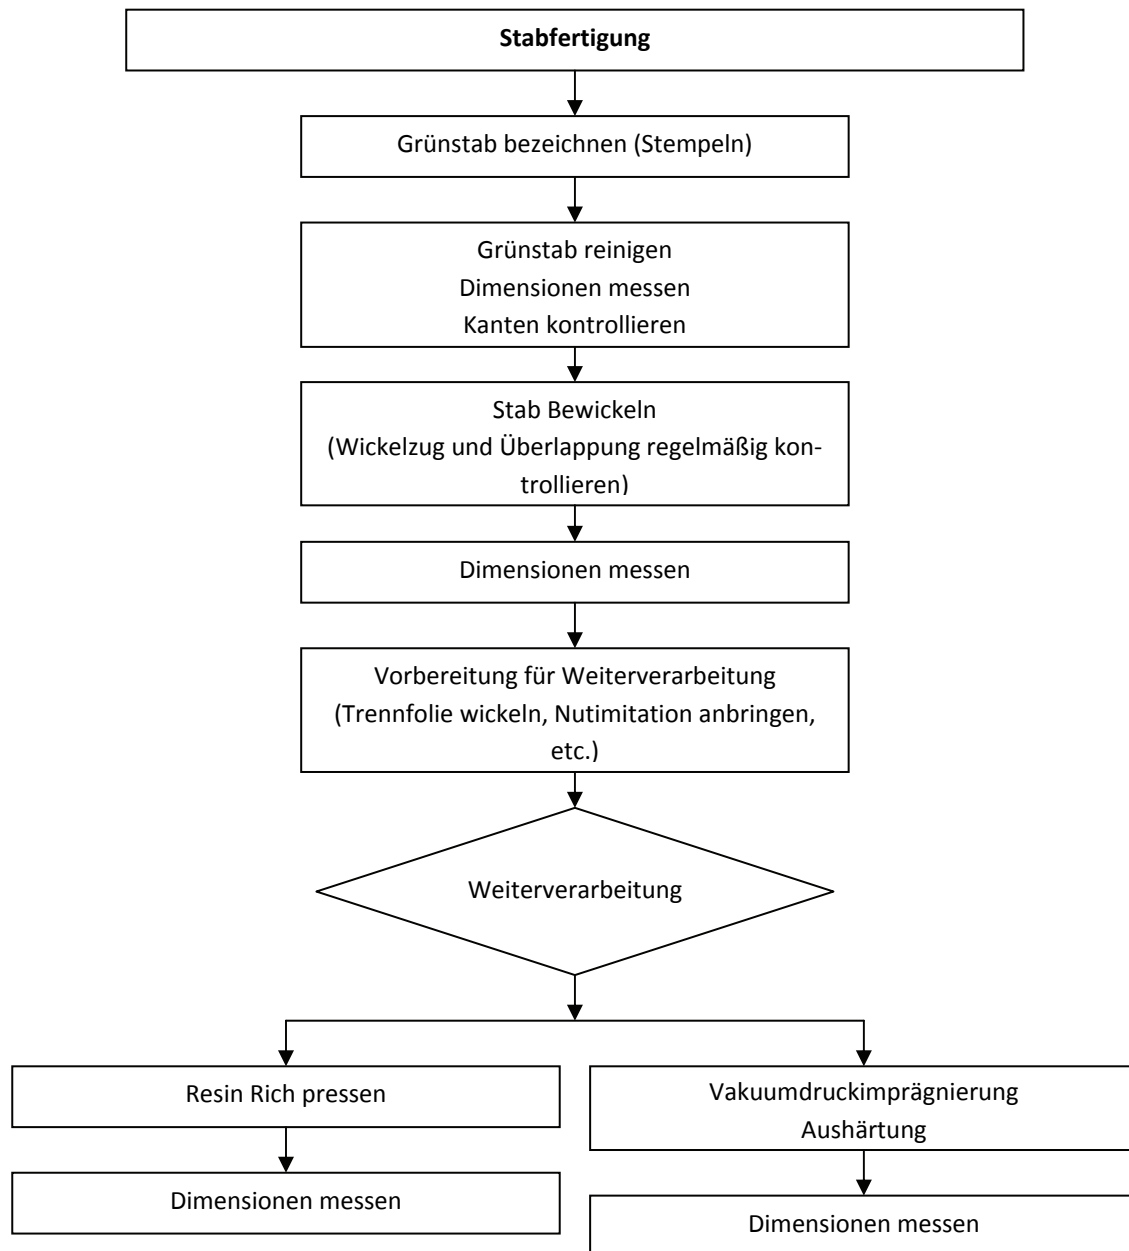 Stabfertigung
Grünstab bezeichnen (Stempeln)
Grünstab reinigen
Dimensionen messen
Kanten kontrollieren
Stab Bewickeln
(Wickelzug und Überlappung regelmäßig kon-
trollieren)
Dimensionen messen
Vorbereitung für Weiterverarbeitung
(Trennfolie wickeln, Nutimitation anbringen,
etc.)
Weiterverarbeitung
Resin Rich pressen
Vakuumdruckimprägnierung
Aushärtung
Dimensionen messen
Dimensionen messen